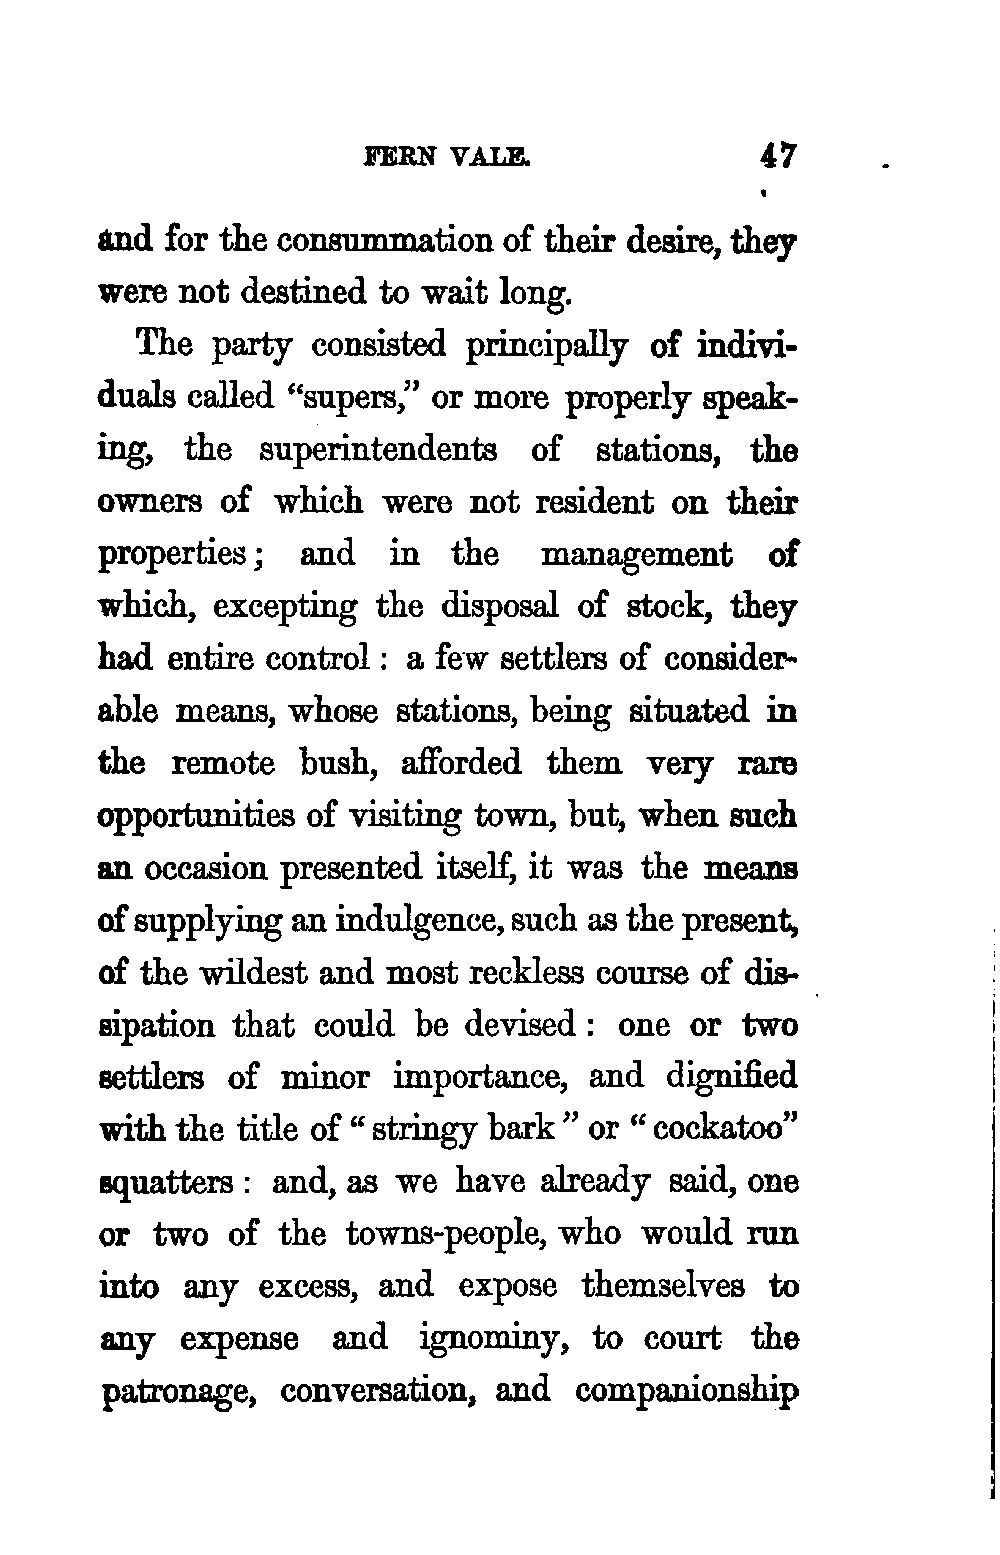 FERN VALE. 47
and for the consummation of their desire, they
were not destined to wait long.
The party consisted principally of indivi-
duals called “supers,” or more properly speak-
ing, the superintendents of stations, the
owners of which were not resident on their
properties; and in the management of
which, excepting the disposal of stock, they
had entire control : a few settlers of consider-
able means, whose stations, being situated in
the remote bush, afforded them very rare
opportunities of visiting town, but, when such
an occasion presented itself, it was the means
of supplying an indulgence, such as the present,
of the wildest and most reckless course of dis-
sipation that could be devised : one or two
settlers of minor importance, and dignified
with the title of “ stringy bark ” or “ cockatoo”
squatters : and, as we have already said, one
or two of the towns-people, who would run
into any excess, and expose themselves to
any expense and ignominy, to court the
patronage, conversation, and companionship